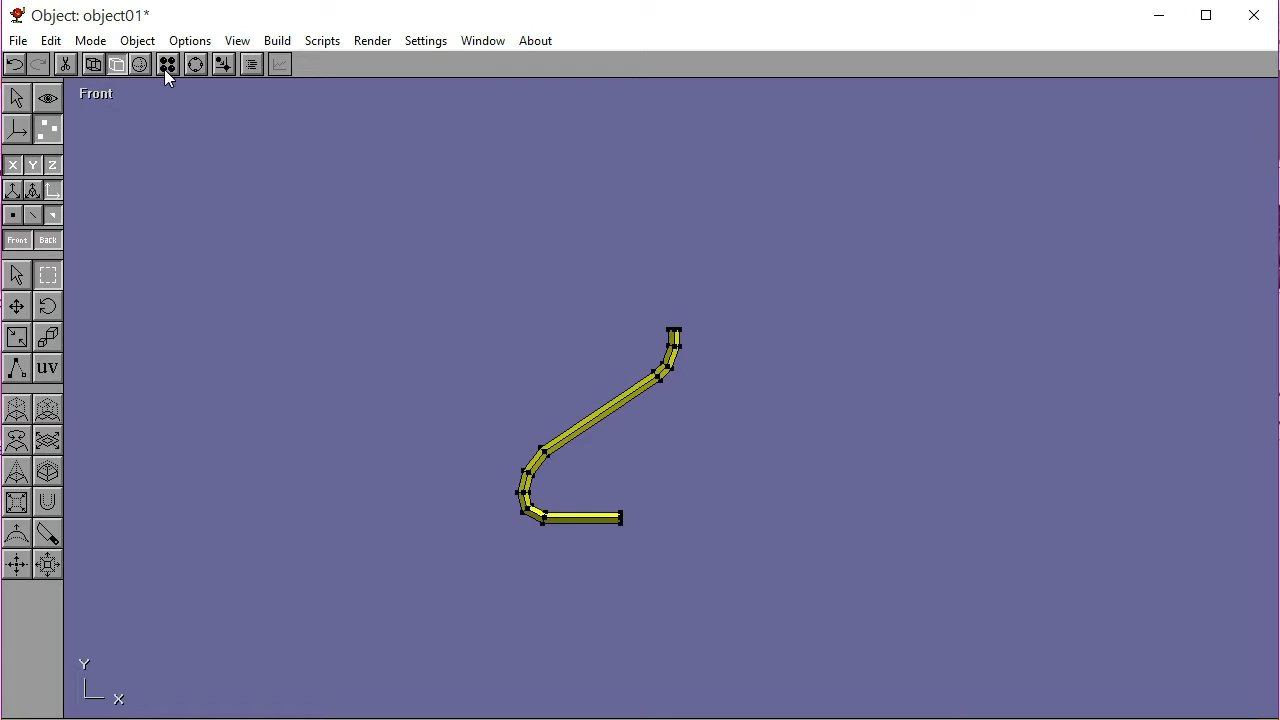 Object: object01*
File Edit Mode Object Options View Build Scripts Render Settings Window About
Front
X Y Z
Front Back
uv
Y
X